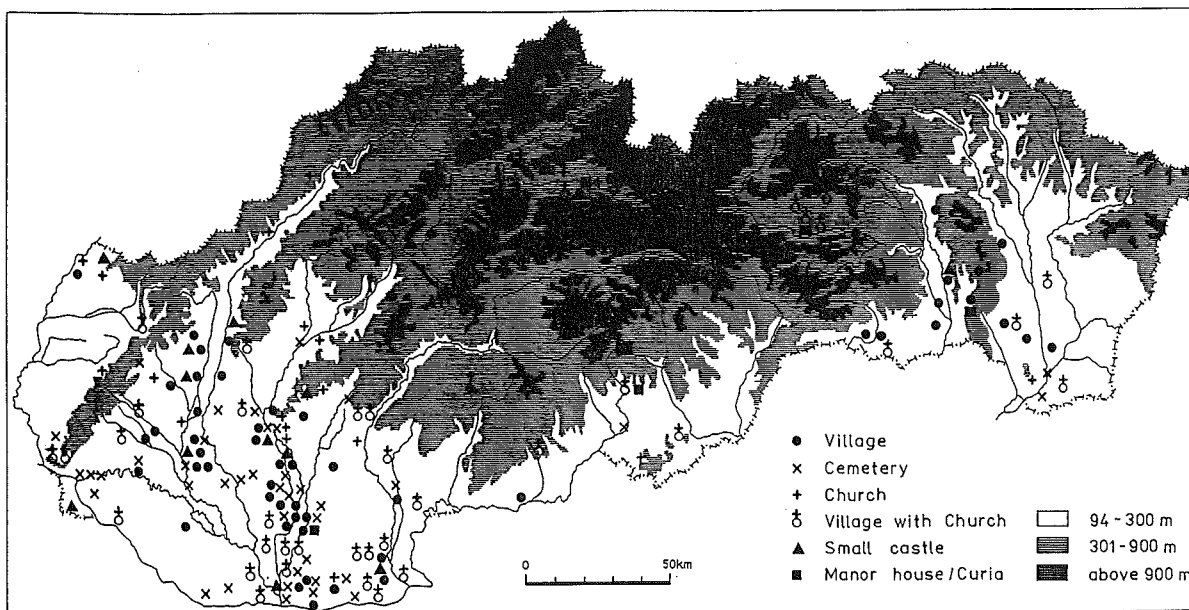 Village
Cemetery
Church
Village with Church
Small castle
Manor house/Curia
94-300 m
301-900 m
above 900 m
0 50km